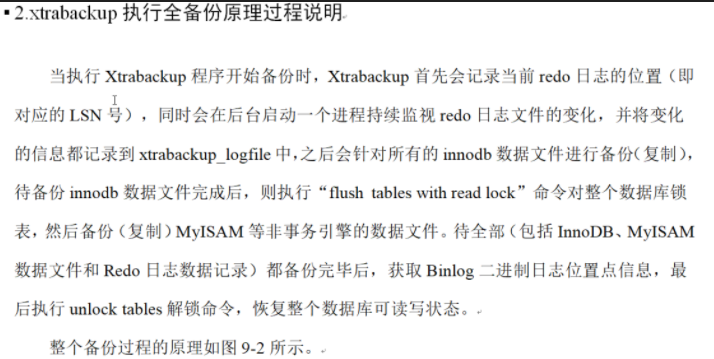 ▪2.xtrabackup 执行全备份原理过程说明
当执行 Xtrabackup 程序开始备份时，Xtrabackup 首先会记录当前 redo 日志的位置（即
对应的 LSN 号），同时会在后台启动一个进程持续监视 redo 日志文件的变化，并将变化
的信息都记录到 xtrabackup_logfile 中,之后会针对所有的 innodb 数据文件进行备份（复制），
待备份 innodb 数据文件完成后，则执行“flush tables with read lock”命令对整个数据库锁
表，然后备份（复制）MyISAM 等非事务引擎的数据文件。待全部（包括 InnoDB、MyISAM
数据文件和 Redo 日志数据记录）都备份完毕后，获取 Binlog 二进制日志位置点信息，最
后执行 unlock tables 解锁命令，恢复整个数据库可读写状态。
整个备份过程的原理如图 9-2 所示。